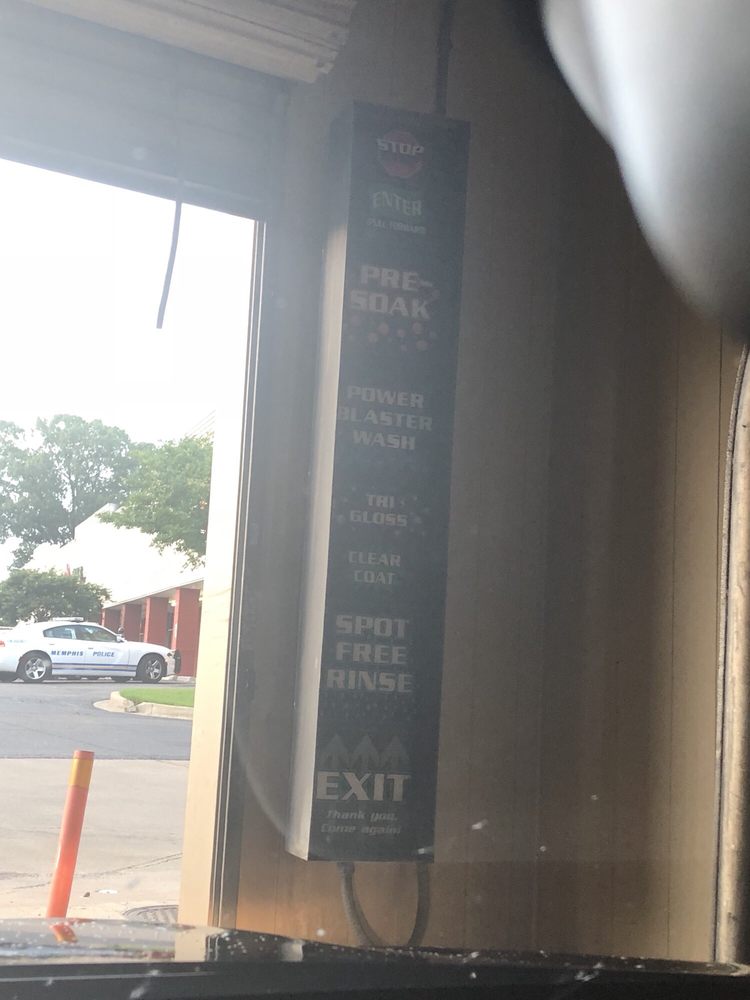 STOP
ENTER
(PULL FORWARD)
PRE-
SOAK
POWER
BLASTER
WASH
TRI
GLOSS
CLEAR
COAT
SPOT
FREE
RINSE
EXIT
Thank you,
Come again!
MEMPHIS POLICE